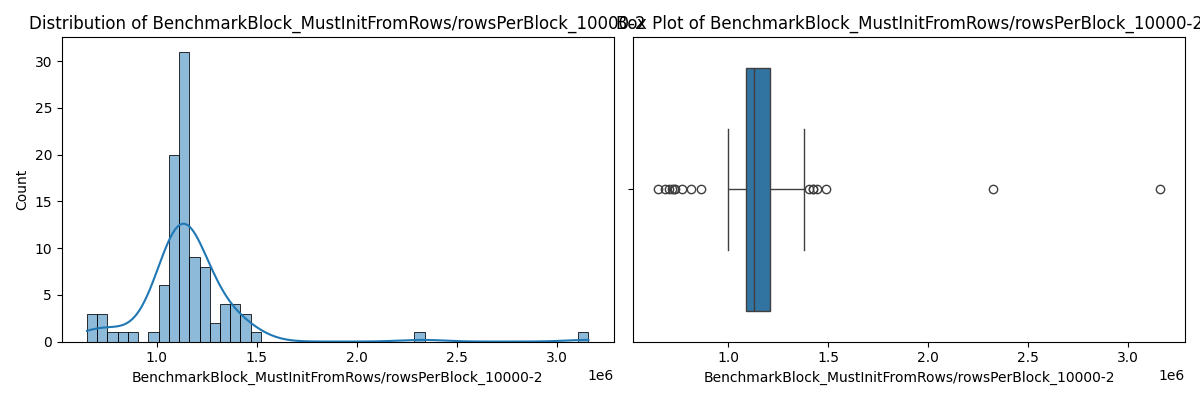 Distribution of BenchmarkBlock_MustInitFromRows/rowsPerBlock_10000-2
Box Plot of BenchmarkBlock_MustInitFromRows/rowsPerBlock_10000-2
30
25
20
15
10
5
0
Count
1.0 1.5 2.0 2.5 3.0
1e6
BenchmarkBlock_MustInitFromRows/rowsPerBlock_10000-2
1.0 1.5 2.0 2.5 3.0
1e6
BenchmarkBlock_MustInitFromRows/rowsPerBlock_10000-2